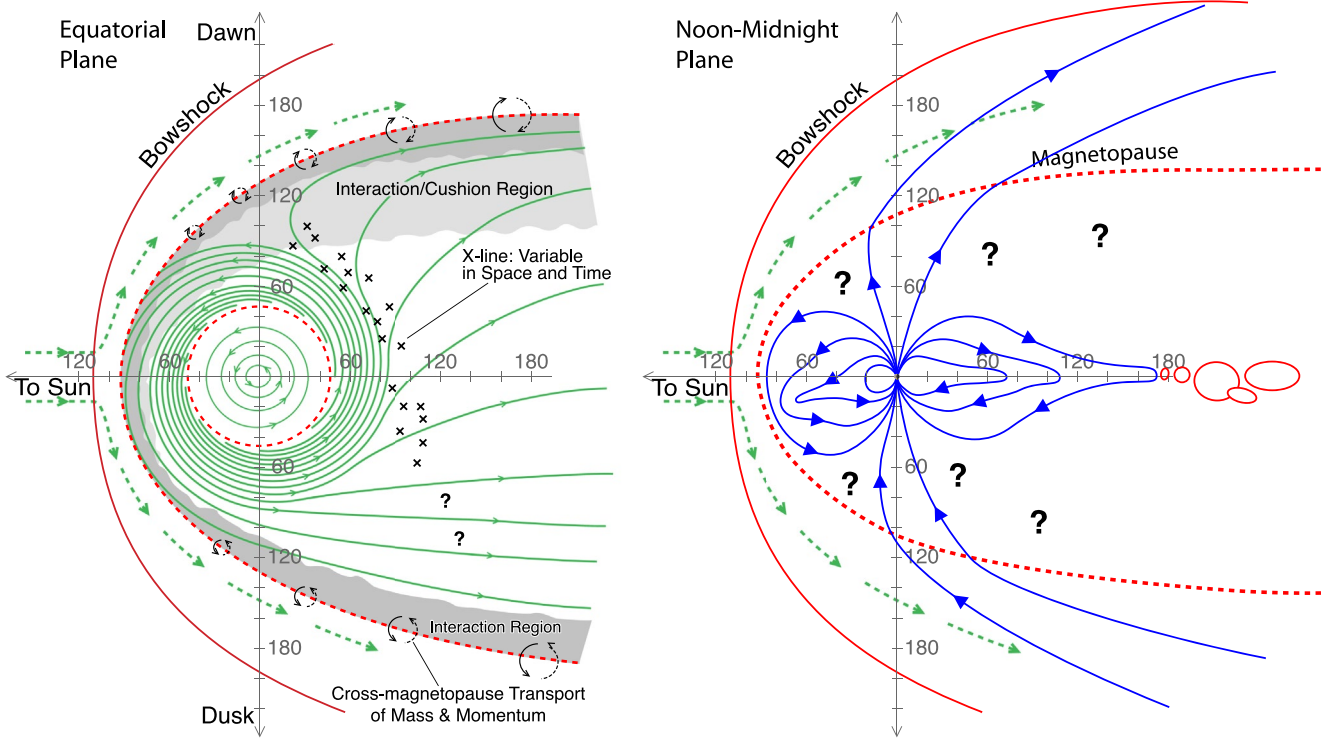 Equatorial
Plane
Dawn
Bowshock
180
120
Interaction/Cushion Region
X-line: Variable
in Space and Time
60
120
60
60
120
180
To Sun
60
?
?
120
Interaction Region
180
Cross-magnetopause Transport
of Mass & Momentum
Dusk
Noon-Midnight
Plane
Bowshock
180
Magnetopause
120
?
?
?
60
120
60
60
120
180
To Sun
60
?
?
?
120
180